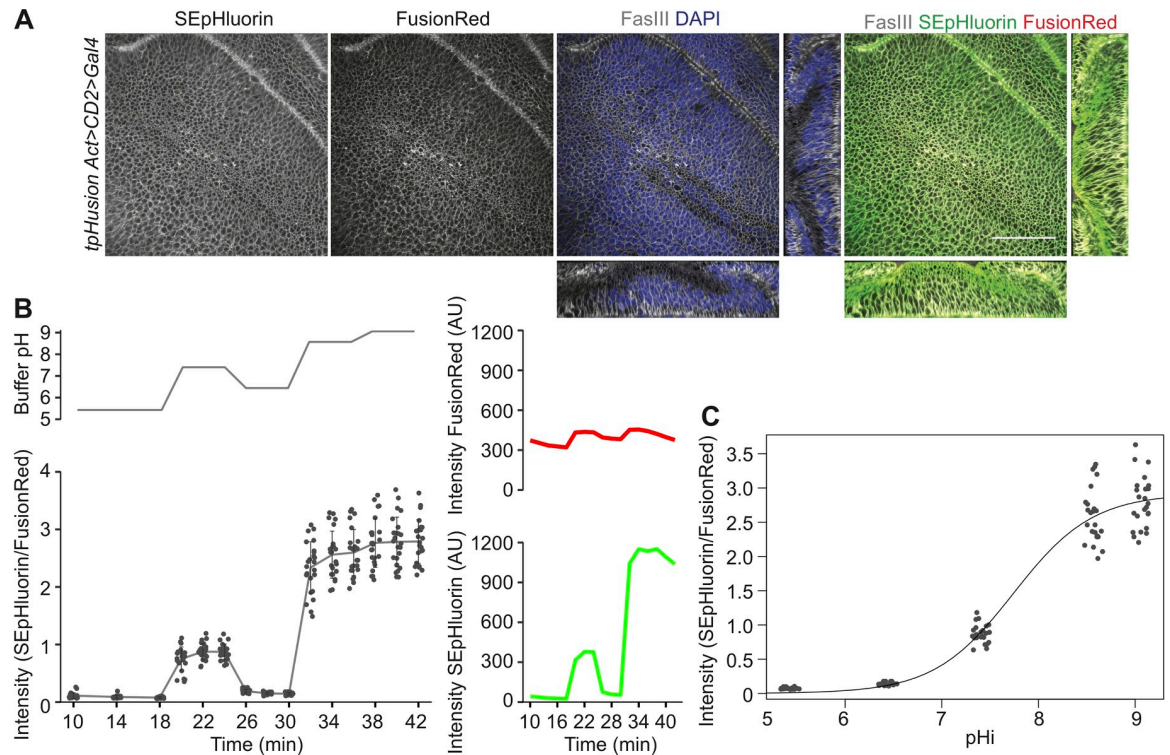 A
SEpHluorin
FusionRed
FasIII DAPI
FasIII SEpHluorin FusionRed
tpHusion Act>CD2>Gal4
B
Buffer pH
9
8
7
6
5
Intensity (SEpHluorin/FusionRed)
4
3
2
1
0
10 14 18 22 26 30 34 38 42
Time (min)
Intensity FusionRed (AU)
1200
900
600
300
0
Intensity SEpHluorin (AU)
1200
900
600
300
0
10 16 22 28 34 40
Time (min)
C
Intensity (SEpHluorin/FusionRed)
3.5
3.0
2.5
2.0
1.5
1.0
0.5
0
5 6 7 8 9
pHi